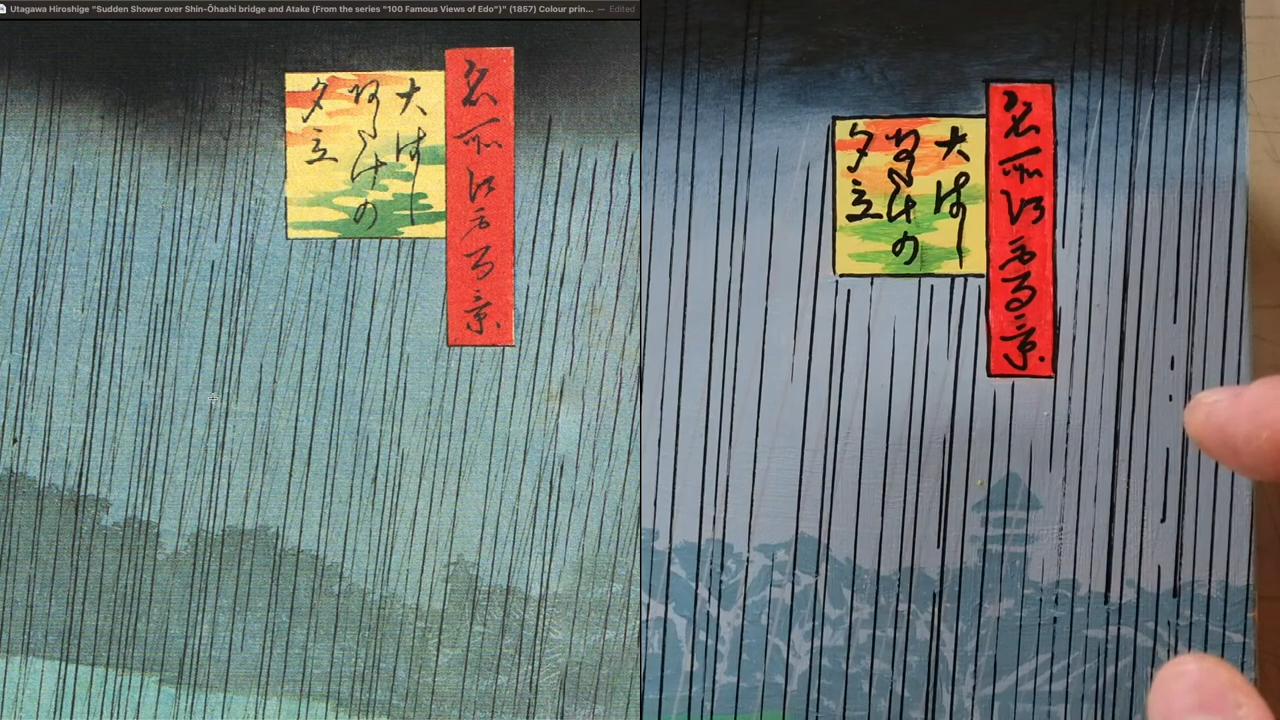 Utagawa Hiroshige "Sudden Shower over Shin-Ōhashi bridge and Atake (From the series "100 Famous Views of Edo")" (1857) Colour prin... — Edited
名所江戸百景
大はし
あたけの
夕立
名所江戸百景
大はし
あたけの
夕立